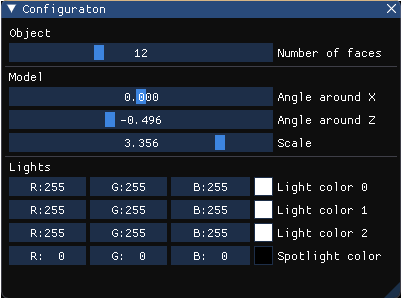 Configuraton
Object
12 Number of faces
Model
0.000 Angle around X
-0.496 Angle around Z
3.356 Scale
Lights
R:255 G:255 B:255 Light color 0
R:255 G:255 B:255 Light color 1
R:255 G:255 B:255 Light color 2
R: 0 G: 0 B: 0 Spotlight color